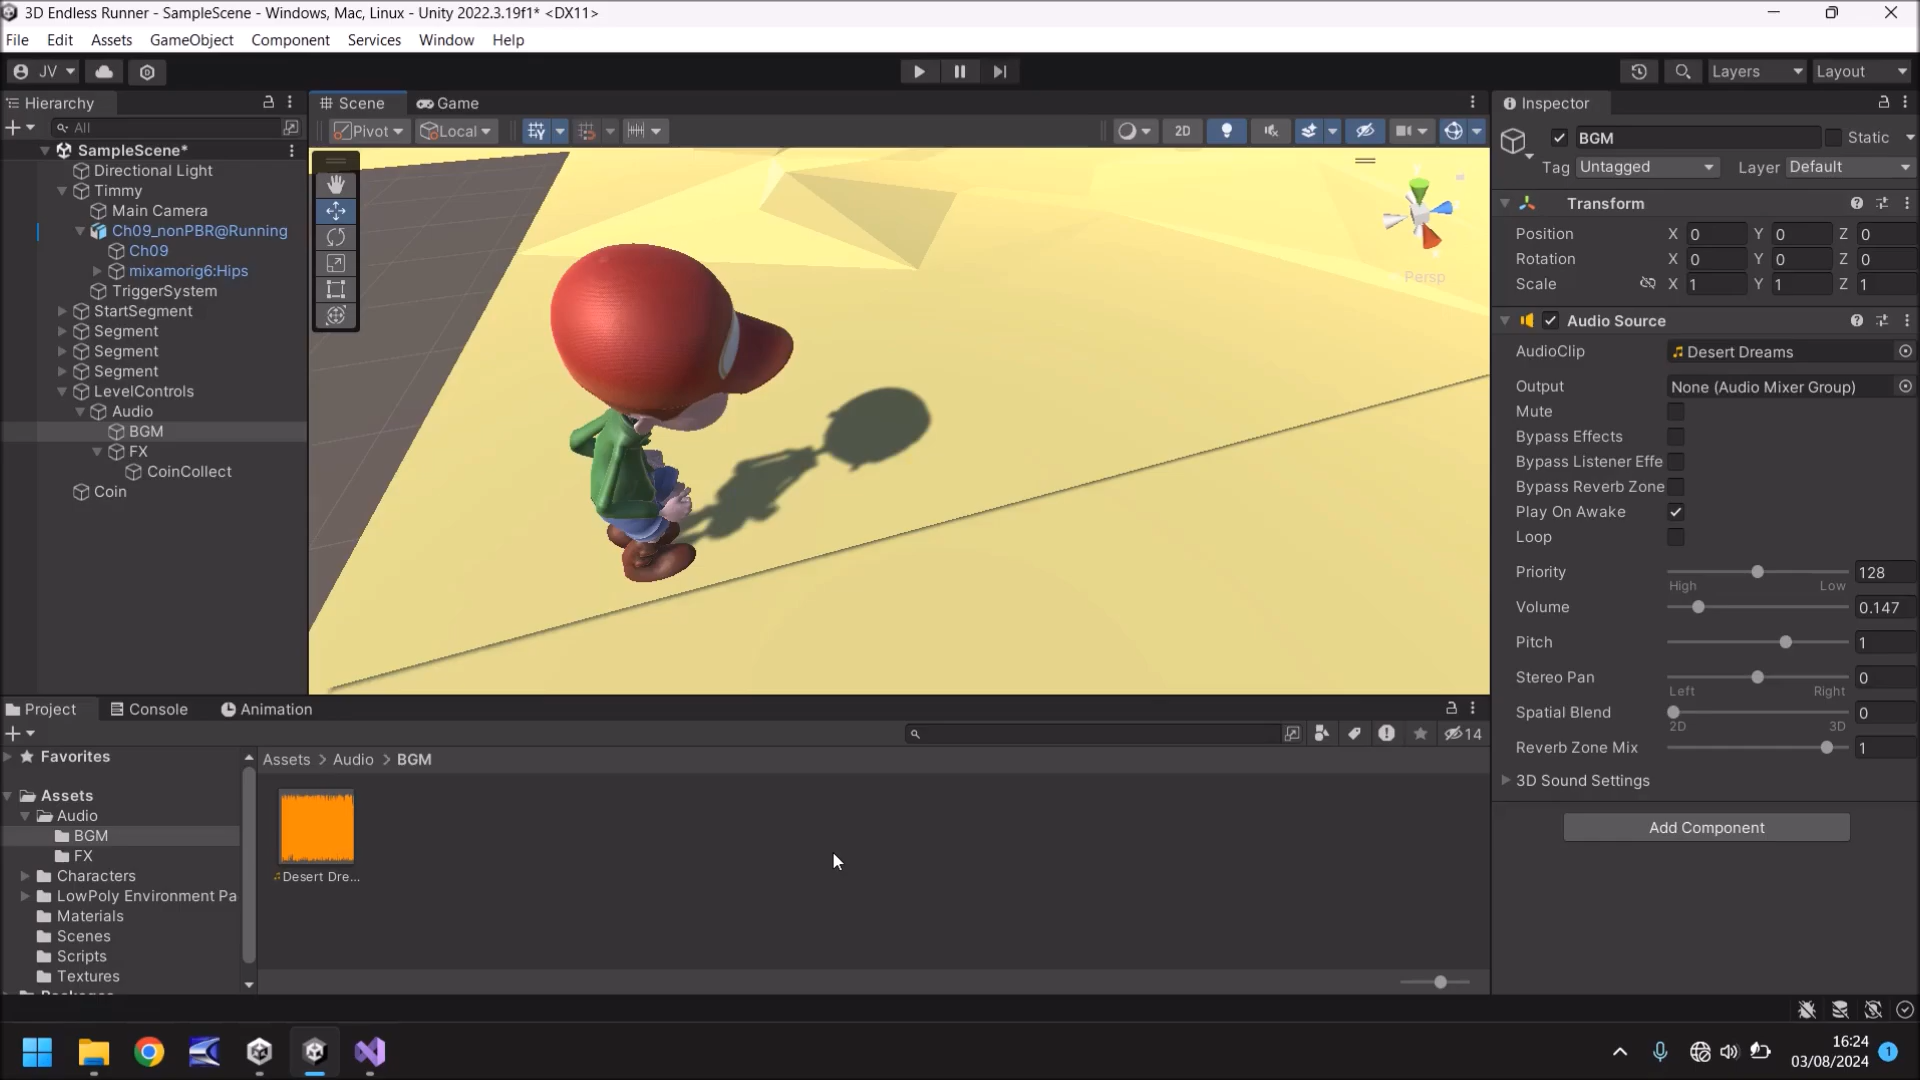 3D Endless Runner - SampleScene - Windows, Mac, Linux - Unity 2022.3.19f1* <DX11>
File Edit Assets GameObject Component Services Window Help
JV Layers Layout
Hierarchy
All
SampleScene*
Directional Light
Timmy
Main Camera
Ch09_nonPBR@Running
Ch09
mixamorig6:Hips
TriggerSystem
StartSegment
Segment
Segment
Segment
LevelControls
Audio
BGM
FX
CoinCollect
Coin
Scene Game
Pivot Local 2D
Persp
Inspector
BGM Static
Tag Untagged Layer Default
Transform
Position X 0 Y 0 Z 0
Rotation X 0 Y 0 Z 0
Scale X 1 Y 1 Z 1
Audio Source
AudioClip Desert Dreams
Output None (Audio Mixer Group)
Mute
Bypass Effects
Bypass Listener Effe
Bypass Reverb Zone
Play On Awake
Loop
Priority 128
High Low
Volume 0.147
Pitch 1
Stereo Pan 0
Left Right
Spatial Blend 0
2D 3D
Reverb Zone Mix 1
3D Sound Settings
Add Component
Project Console Animation
14
Favorites
Assets
Audio
BGM
FX
Characters
LowPoly Environment Pa
Materials
Scenes
Scripts
Textures
Assets > Audio > BGM
Desert Dre...
16:24
03/08/2024
1